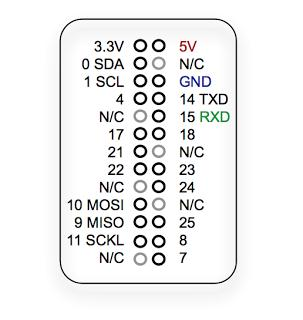 3.3V 5V
0 SDA N/C
1 SCL GND
4 14 TXD
N/C 15 RXD
17 18
21 N/C
22 23
N/C 24
10 MOSI N/C
9 MISO 25
11 SCKL 8
N/C 7